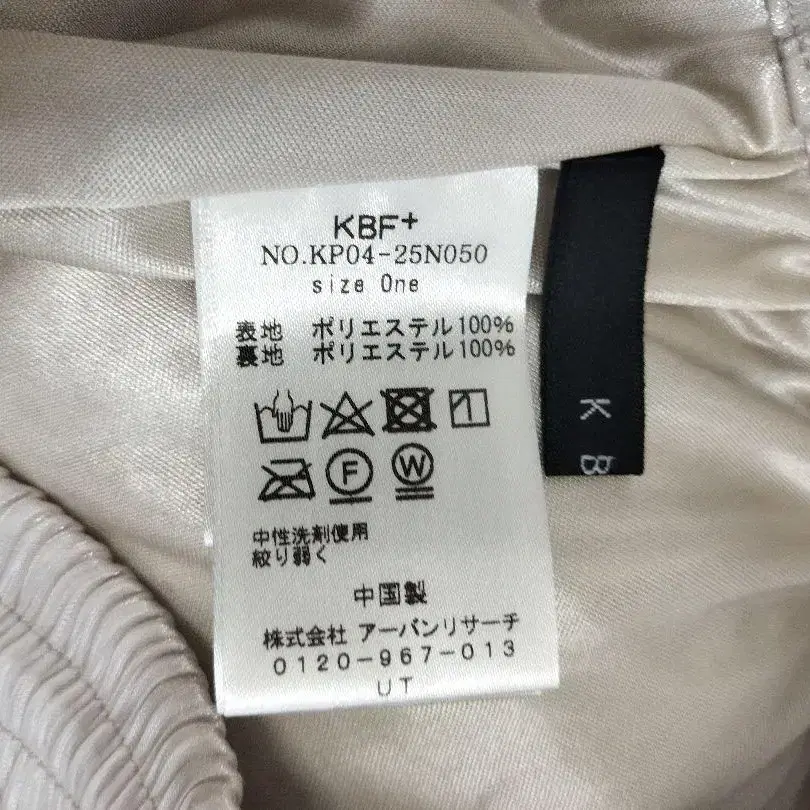 KBF+
NO.KP04-25N050
size One
表地 ポリエステル100%
裏地 ポリエステル100%
F W
中性洗剤使用
絞り弱く
中国製
株式会社 アーバンリサーチ
0120-967-013
UT
K B